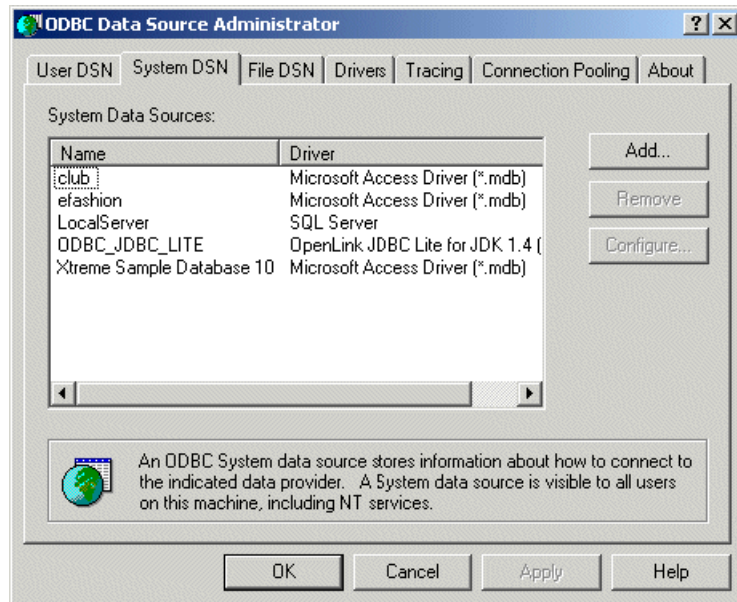 ODBC Data Source Administrator
User DSN System DSN File DSN Drivers Tracing Connection Pooling About
System Data Sources:
Name Driver
club Microsoft Access Driver (*.mdb)
efashion Microsoft Access Driver (*.mdb)
LocalServer SQL Server
ODBC_JDBC_LITE OpenLink JDBC Lite for JDK 1.4 (
Xtreme Sample Database 10 Microsoft Access Driver (*.mdb)
Add...
Remove
Configure...
An ODBC System data source stores information about how to connect to
the indicated data provider. A System data source is visible to all users
on this machine, including NT services.
OK Cancel Apply Help